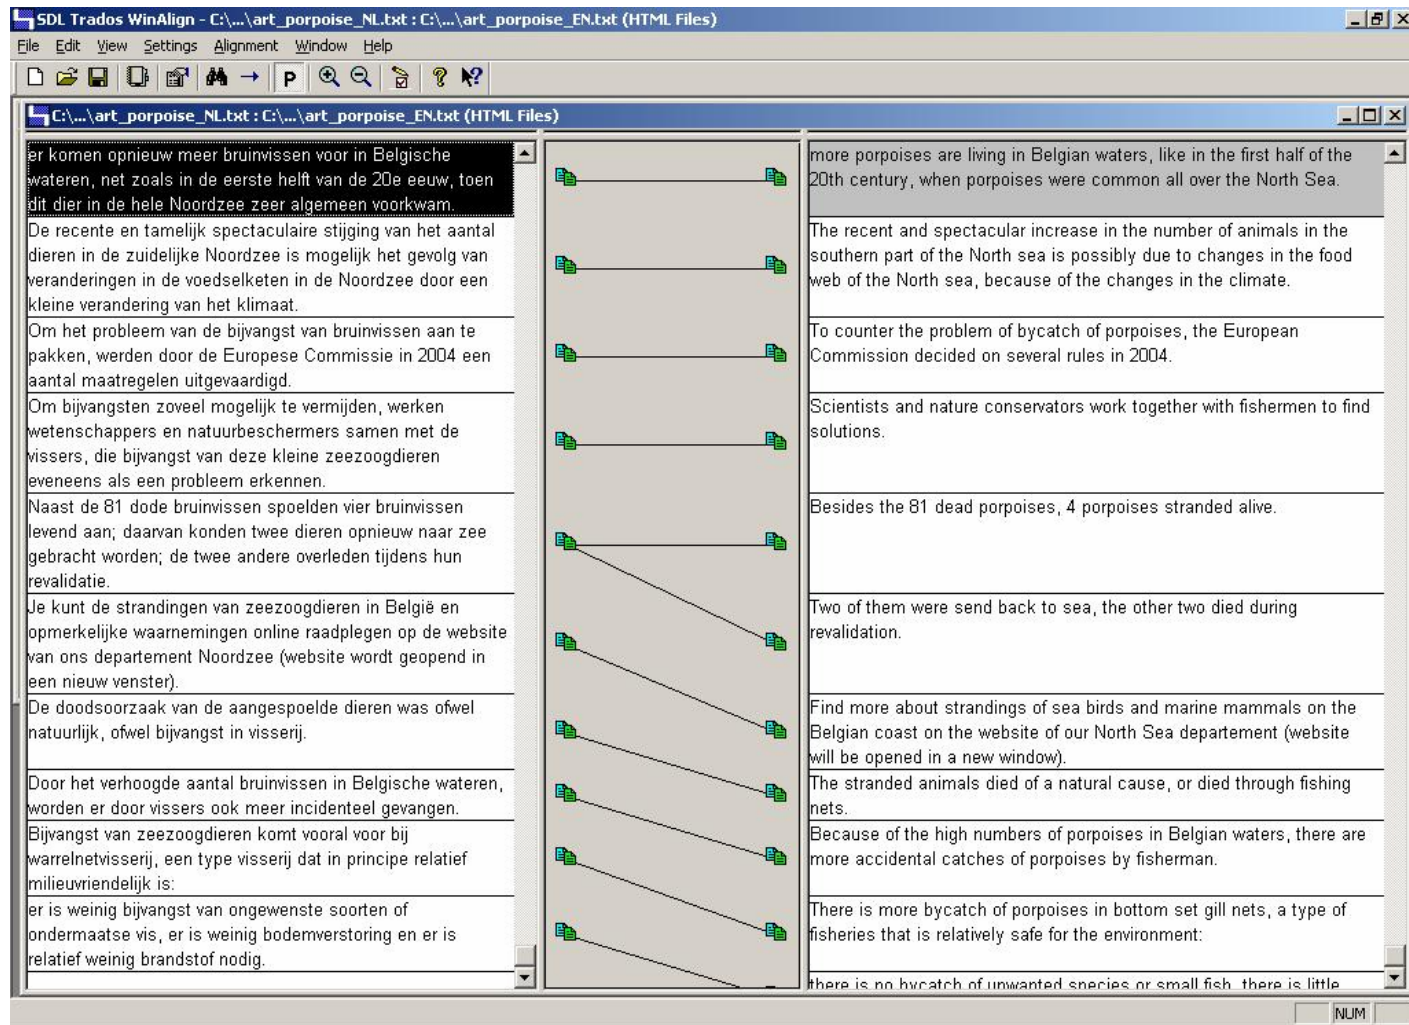 SDL Trados WinAlign - C:\...\art_porpoise_NL.txt : C:\...\art_porpoise_EN.txt (HTML Files)
File Edit View Settings Alignment Window Help
P
C:\...\art_porpoise_NL.txt : C:\...\art_porpoise_EN.txt (HTML Files)
er komen opnieuw meer bruinvissen voor in Belgische
wateren, net zoals in de eerste helft van de 20e eeuw, toen
dit dier in de hele Noordzee zeer algemeen voorkwam.
De recente en tamelijk spectaculaire stijging van het aantal
dieren in de zuidelijke Noordzee is mogelijk het gevolg van
veranderingen in de voedselketen in de Noordzee door een
kleine verandering van het klimaat.
Om het probleem van de bijvangst van bruinvissen aan te
pakken, werden door de Europese Commissie in 2004 een
aantal maatregelen uitgevaardigd.
Om bijvangsten zoveel mogelijk te vermijden, werken
wetenschappers en natuurbeschermers samen met de
vissers, die bijvangst van deze kleine zeezoogdieren
eveneens als een probleem erkennen.
Naast de 81 dode bruinvissen spoelden vier bruinvissen
levend aan; daarvan konden twee dieren opnieuw naar zee
gebracht worden; de twee andere overleden tijdens hun
revalidatie.
Je kunt de strandingen van zeezoogdieren in België en
opmerkelijke waarnemingen online raadplegen op de website
van ons departement Noordzee (website wordt geopend in
een nieuw venster).
De doodsoorzaak van de aangespoelde dieren was ofwel
natuurlijk, ofwel bijvangst in visserij.
Door het verhoogde aantal bruinvissen in Belgische wateren,
worden er door vissers ook meer incidenteel gevangen.
Bijvangst van zeezoogdieren komt vooral voor bij
warrelnetvisserij, een type visserij dat in principe relatief
milieuvriendelijk is:
er is weinig bijvangst van ongewenste soorten of
ondermaatse vis, er is weinig bodemverstoring en er is
relatief weinig brandstof nodig.
more porpoises are living in Belgian waters, like in the first half of the
20th century, when porpoises were common all over the North Sea.
The recent and spectacular increase in the number of animals in the
southern part of the North sea is possibly due to changes in the food
web of the North sea, because of the changes in the climate.
To counter the problem of bycatch of porpoises, the European
Commission decided on several rules in 2004.
Scientists and nature conservators work together with fishermen to find
solutions.
Besides the 81 dead porpoises, 4 porpoises stranded alive.
Two of them were send back to sea, the other two died during
revalidation.
Find more about strandings of sea birds and marine mammals on the
Belgian coast on the website of our North Sea departement (website
will be opened in a new window).
The stranded animals died of a natural cause, or died through fishing
nets.
Because of the high numbers of porpoises in Belgian waters, there are
more accidental catches of porpoises by fisherman.
There is more bycatch of porpoises in bottom set gill nets, a type of
fisheries that is relatively safe for the environment:
there is no bycatch of unwanted species or small fish, there is little
NUM